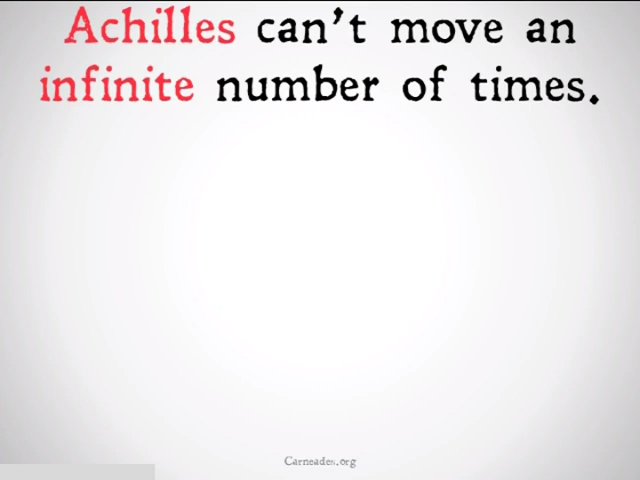 Achilles can't move an
infinite number of times.
Carneades.org